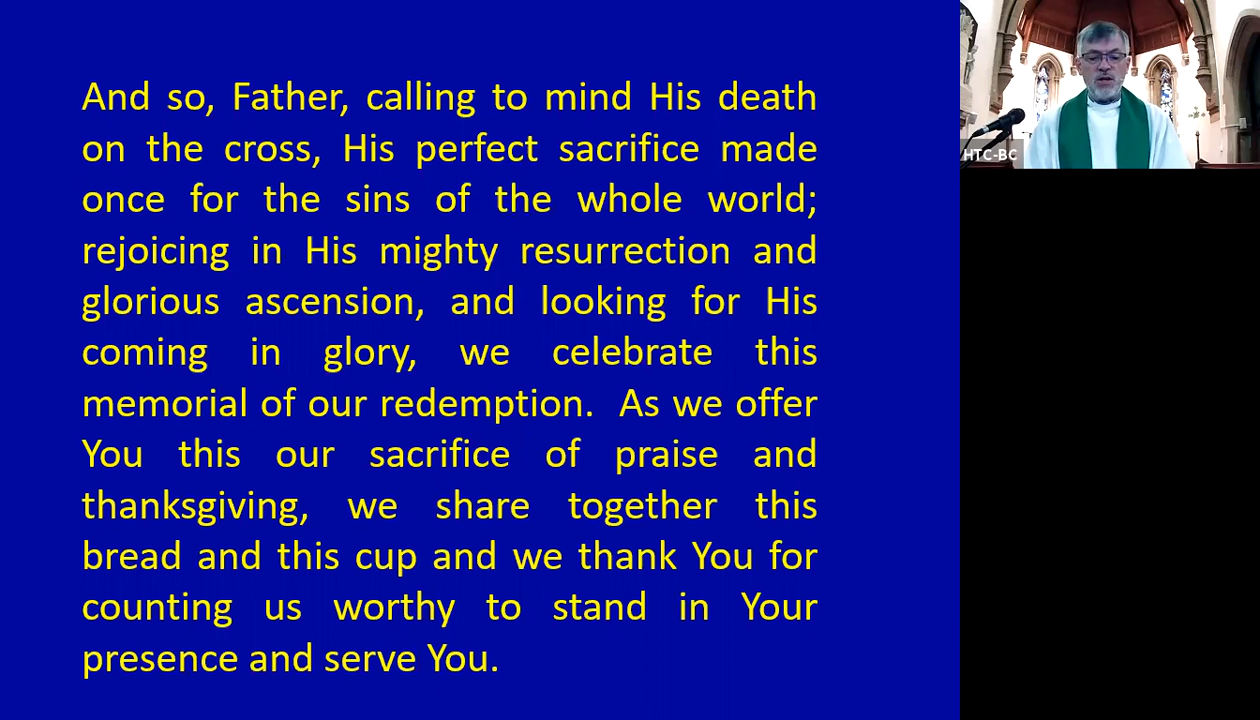 And so, Father, calling to mind His death
on the cross, His perfect sacrifice made
once for the sins of the whole world;
rejoicing in His mighty resurrection and
glorious ascension, and looking for His
coming in glory, we celebrate this
memorial of our redemption. As we offer
You this our sacrifice of praise and
thanksgiving, we share together this
bread and this cup and we thank You for
counting us worthy to stand in Your
presence and serve You.
HTC-BC